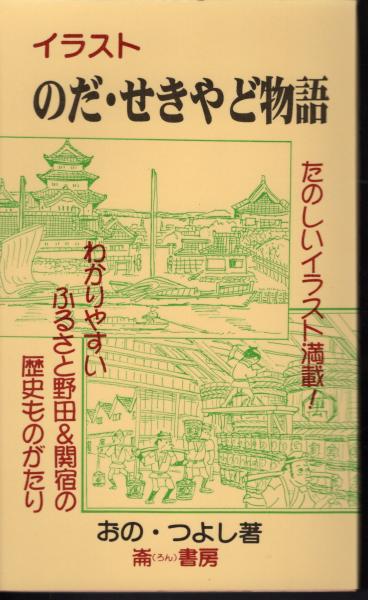 イラスト
のだ・せきやど物語
たのしいイラスト満載！
わかりやすい
ふるさと野田＆関宿の
歴史ものがたり
おの・つよし著
崙（ろん）書房